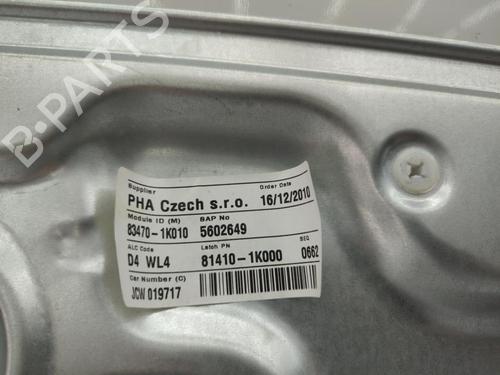 B-PARTS
Supplier Order Date
PHA Czech s.r.o. 16/12/2010
Module ID (M) SAP No
83470-1K010 5602649
ALC Code Latch PN SEQ
D4 WL4 81410-1K000 0662
Car Number (C)
JCW 019717